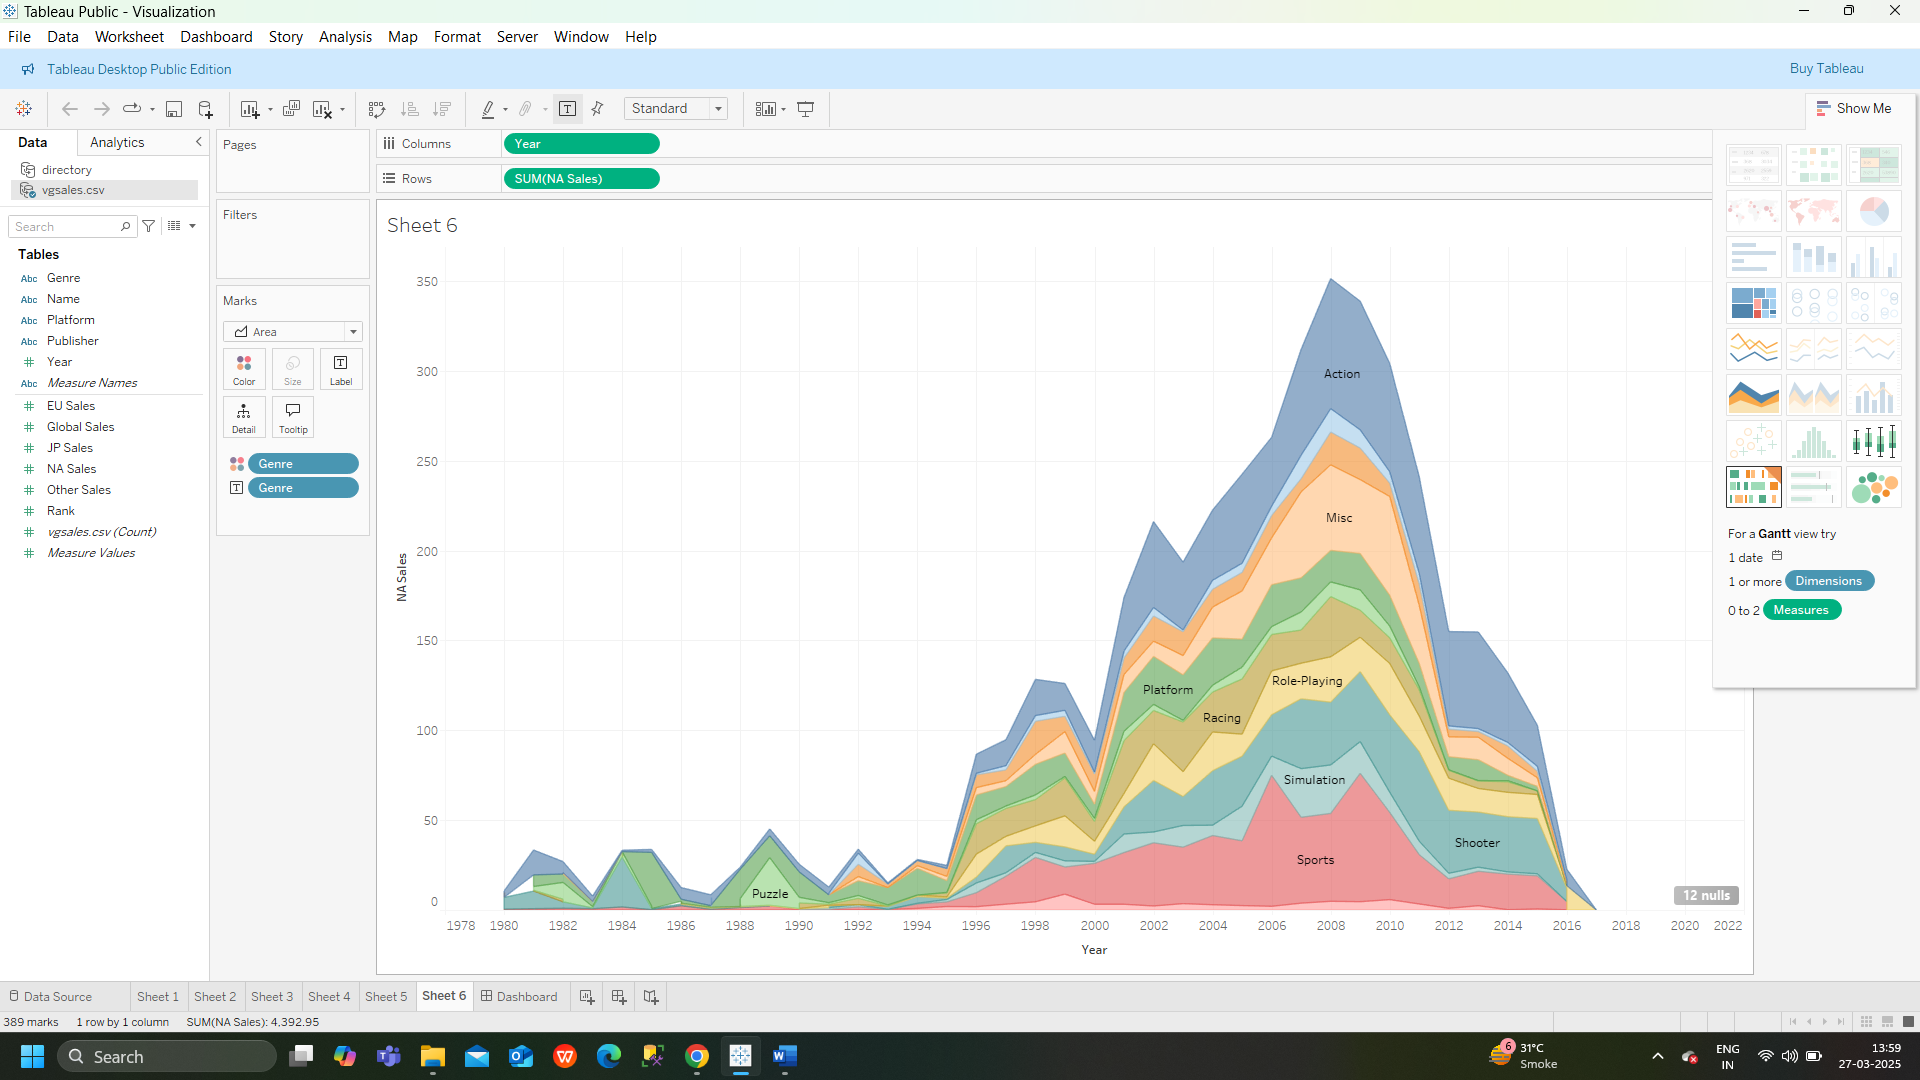 Tableau Public - Visualization
File Data Worksheet Dashboard Story Analysis Map Format Server Window Help
Tableau Desktop Public Edition
Buy Tableau
Standard
Show Me
Data
Analytics
directory
vgsales.csv
Search
Tables
Abc Genre
Abc Name
Abc Platform
Abc Publisher
Year
Abc Measure Names
EU Sales
Global Sales
JP Sales
NA Sales
Other Sales
Rank
vgsales.csv (Count)
Measure Values
Pages
Filters
Marks
Area
Color Size Label
Detail Tooltip
Genre
Genre
Columns Year
Rows SUM(NA Sales)
Sheet 6
350
300
250
200
150
100
50
0
NA Sales
Action
Misc
Role-Playing
Platform
Racing
Simulation
Shooter
Sports
Puzzle
12 nulls
1978 1980 1982 1984 1986 1988 1990 1992 1994 1996 1998 2000 2002 2004 2006 2008 2010 2012 2014 2016 2018 2020 2022
Year
For a Gantt view try
1 date
1 or more Dimensions
0 to 2 Measures
Data Source Sheet 1 Sheet 2 Sheet 3 Sheet 4 Sheet 5 Sheet 6 Dashboard
389 marks 1 row by 1 column SUM(NA Sales): 4,392.95
Search
6
31°C
Smoke
ENG
IN
13:59
27-03-2025